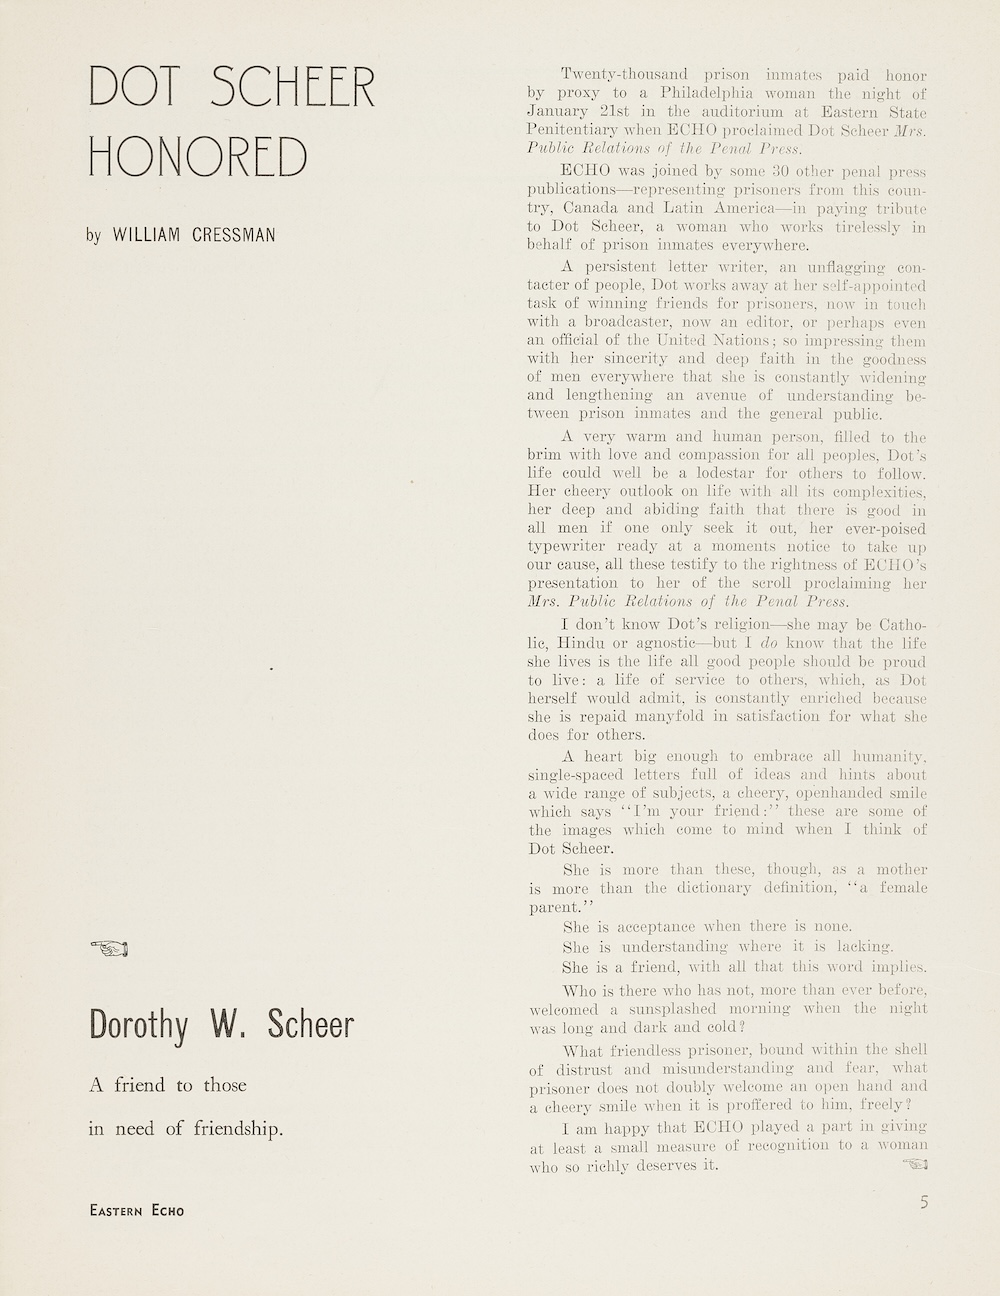 DOT SCHEER
HONORED
by WILLIAM CRESSMAN
Dorothy W. Scheer
A friend to those
in need of friendship.
Twenty-thousand prison inmates paid honor
by proxy to a Philadelphia woman the night of
January 21st in the auditorium at Eastern State
Penitentiary when ECHO proclaimed Dot Scheer Mrs.
Public Relations of the Penal Press.
ECHO was joined by some 30 other penal press
publications—representing prisoners from this coun-
try, Canada and Latin America—in paying tribute
to Dot Scheer, a woman who works tirelessly in
behalf of prison inmates everywhere.
A persistent letter writer, an unflagging con-
tacter of people, Dot works away at her self-appointed
task of winning friends for prisoners, now in touch
with a broadcaster, now an editor, or perhaps even
an official of the United Nations; so impressing them
with her sincerity and deep faith in the goodness
of men everywhere that she is constantly widening
and lengthening an avenue of understanding be-
tween prison inmates and the general public.
A very warm and human person, filled to the
brim with love and compassion for all peoples, Dot's
life could well be a lodestar for others to follow.
Her cheery outlook on life with all its complexities,
her deep and abiding faith that there is good in
all men if one only seek it out, her ever-poised
typewriter ready at a moments notice to take up
our cause, all these testify to the rightness of ECHO's
presentation to her of the scroll proclaiming her
Mrs. Public Relations of the Penal Press.
I don't know Dot's religion—she may be Catho-
lic, Hindu or agnostic—but I do know that the life
she lives is the life all good people should be proud
to live: a life of service to others, which, as Dot
herself would admit, is constantly enriched because
she is repaid manyfold in satisfaction for what she
does for others.
A heart big enough to embrace all humanity,
single-spaced letters full of ideas and hints about
a wide range of subjects, a cheery, openhanded smile
which says "I'm your friend:" these are some of
the images which come to mind when I think of
Dot Scheer.
She is more than these, though, as a mother
is more than the dictionary definition, "a female
parent."
She is acceptance when there is none.
She is understanding where it is lacking.
She is a friend, with all that this word implies.
Who is there who has not, more than ever before,
welcomed a sunsplashed morning when the night
was long and dark and cold?
What friendless prisoner, bound within the shell
of distrust and misunderstanding and fear, what
prisoner does not doubly welcome an open hand and
a cheery smile when it is proffered to him, freely?
I am happy that ECHO played a part in giving
at least a small measure of recognition to a woman
who so richly deserves it.
EASTERN ECHO
5